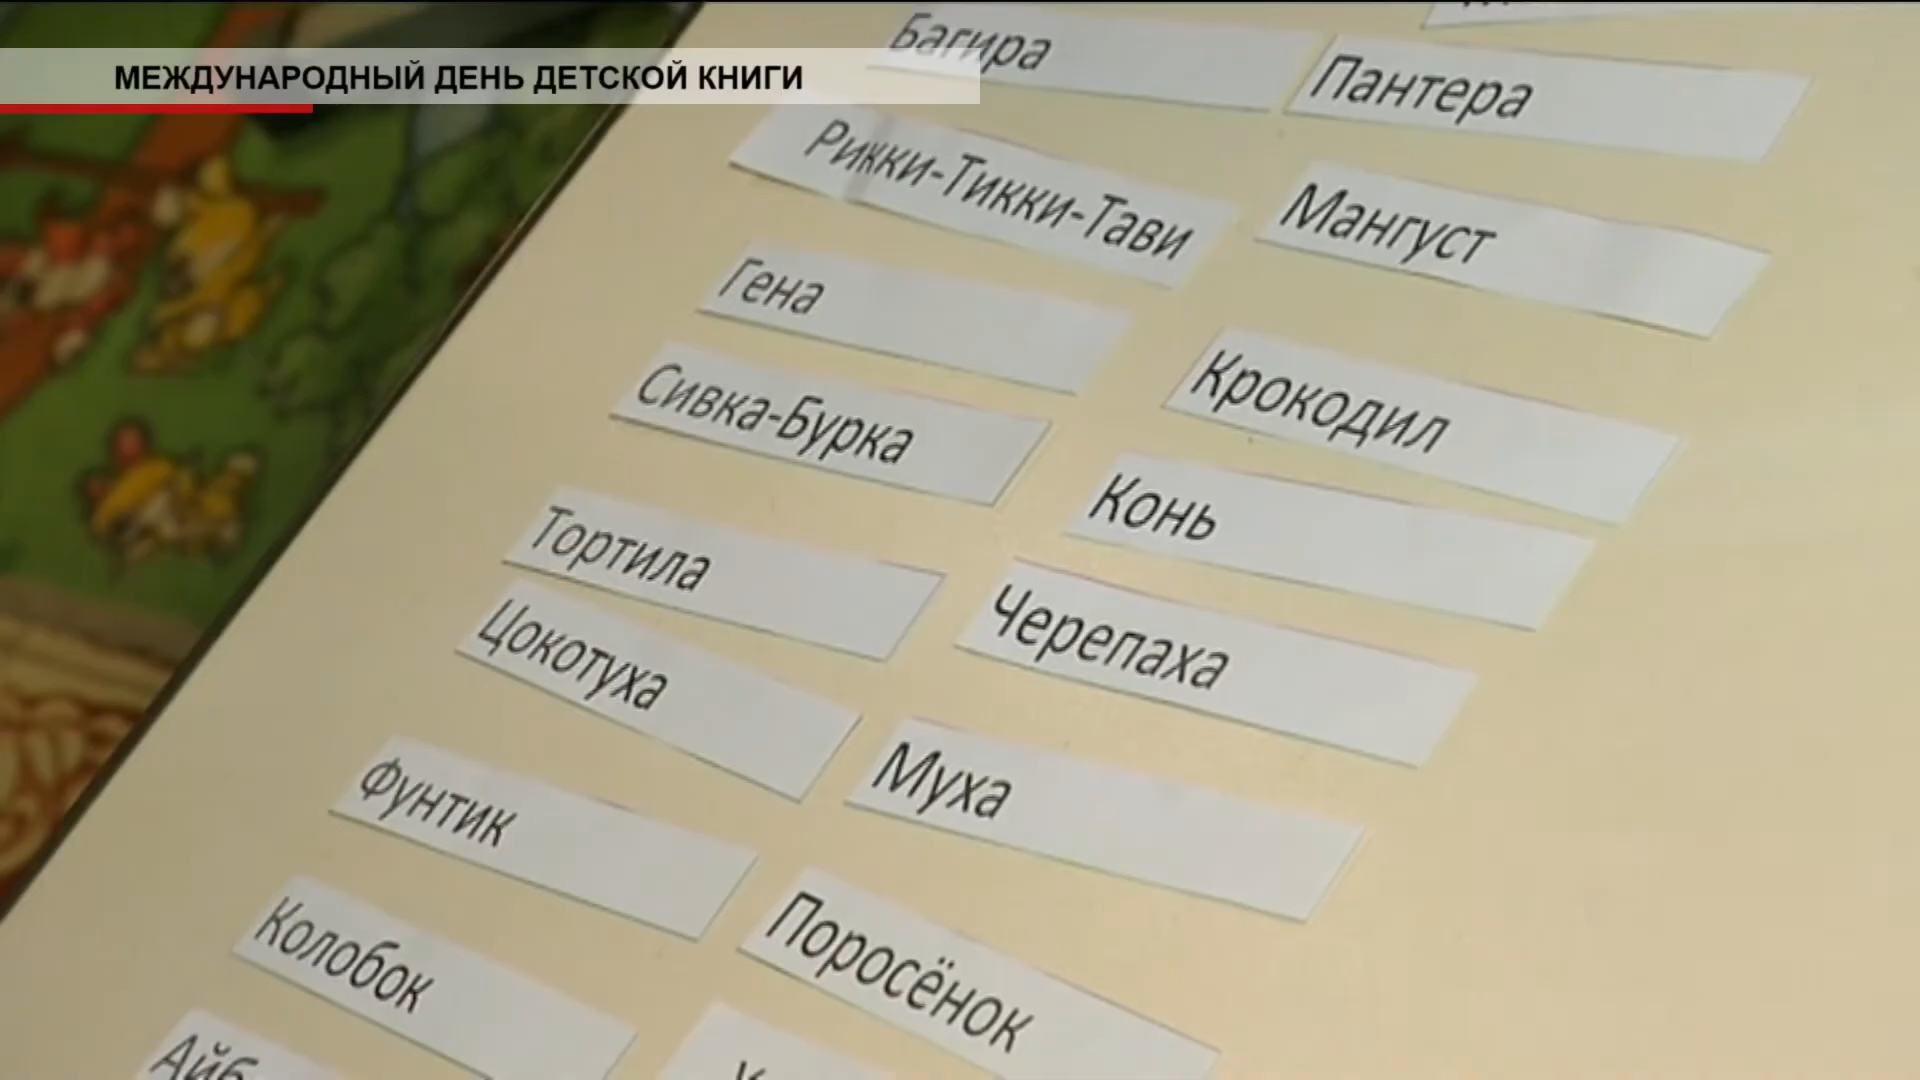 МЕЖДУНАРОДНЫЙ ДЕНЬ ДЕТСКОЙ КНИГИ
Багира
Пантера
Рикки-Тикки-Тави
Мангуст
Гена
Крокодил
Сивка-Бурка
Конь
Тортила
Черепаха
Цокотуха
Муха
Фунтик
Поросёнок
Колобок